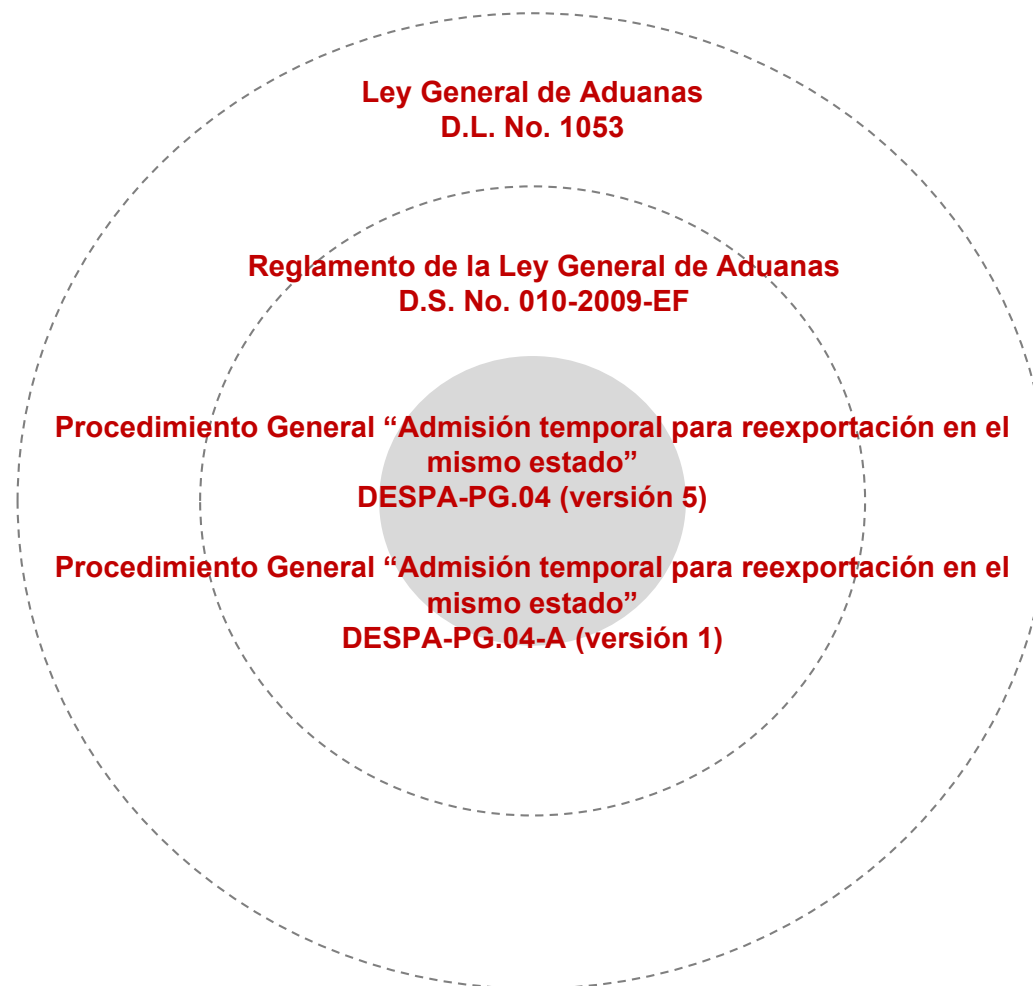 Ley General de Aduanas
D.L. No. 1053
Reglamento de la Ley General de Aduanas
D.S. No. 010-2009-EF
Procedimiento General “Admisión temporal para reexportación en el
mismo estado”
DESPA-PG.04 (versión 5)
Procedimiento General “Admisión temporal para reexportación en el
mismo estado”
DESPA-PG.04-A (versión 1)